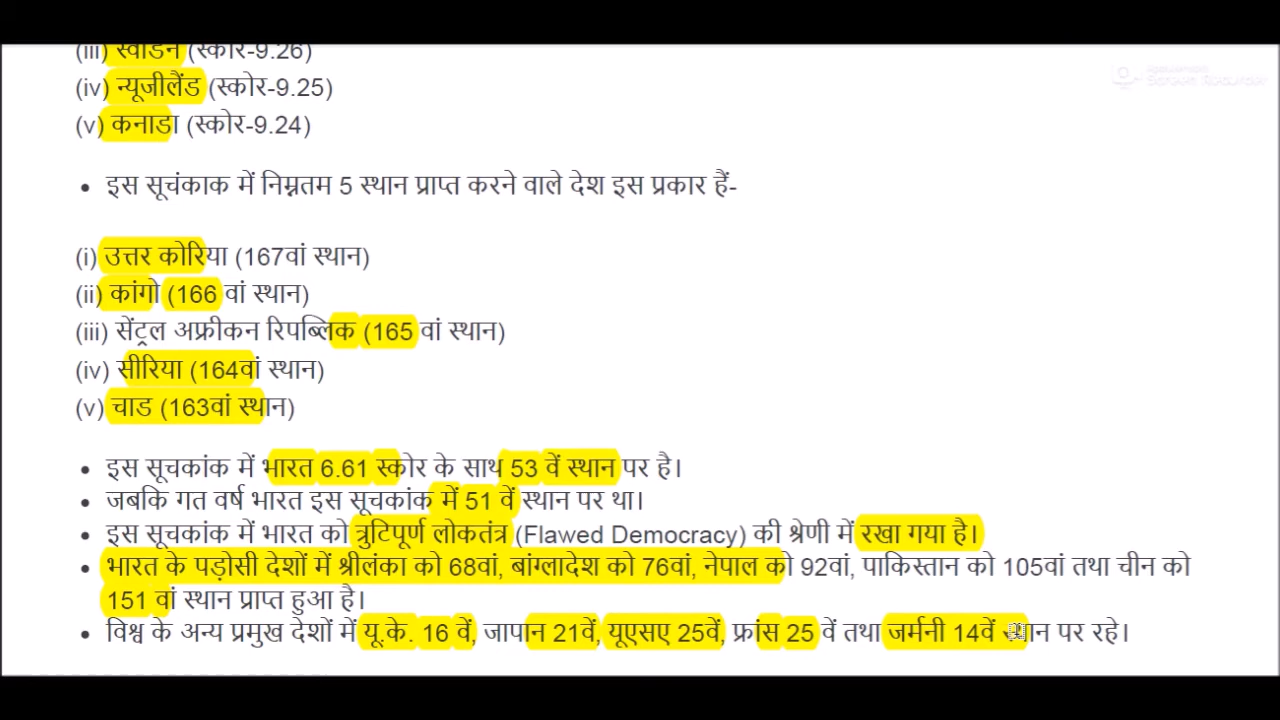 (iii) स्वीडन (स्कोर-9.26)
(iv) न्यूजीलैंड (स्कोर-9.25)
(v) कनाडा (स्कोर-9.24)
• इस सूचंकाक में निम्नतम 5 स्थान प्राप्त करने वाले देश इस प्रकार हैं-
(i) उत्तर कोरिया (167वां स्थान)
(ii) कांगो (166 वां स्थान)
(iii) सेंट्रल अफ्रीकन रिपब्लिक (165 वां स्थान)
(iv) सीरिया (164वां स्थान)
(v) चाड (163वां स्थान)
• इस सूचकांक में भारत 6.61 स्कोर के साथ 53 वें स्थान पर है।
• जबकि गत वर्ष भारत इस सूचकांक में 51 वें स्थान पर था।
• इस सूचकांक में भारत को त्रुटिपूर्ण लोकतंत्र (Flawed Democracy) की श्रेणी में रखा गया है।
• भारत के पड़ोसी देशों में श्रीलंका को 68वां, बांग्लादेश को 76वां, नेपाल को 92वां, पाकिस्तान को 105वां तथा चीन को
151 वां स्थान प्राप्त हुआ है।
• विश्व के अन्य प्रमुख देशों में यू.के. 16 वें, जापान 21वें, यूएसए 25वें, फ्रांस 25 वें तथा जर्मनी 14वें स्थान पर रहे।
Screen Recorder